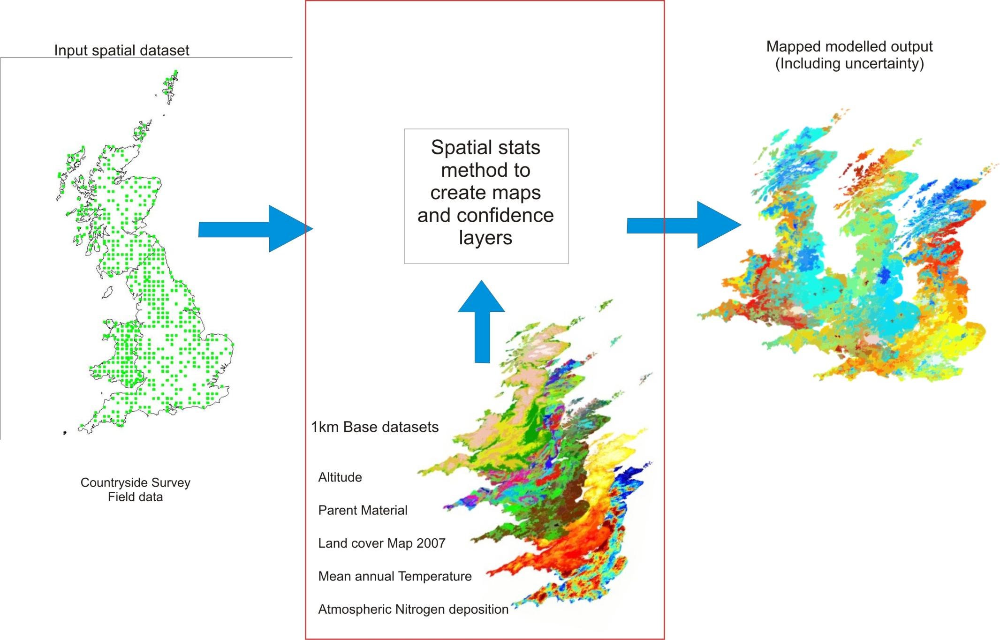 Input spatial dataset
Countryside Survey
Field data
Spatial stats
method to
create maps
and confidence
layers
1km Base datasets
Altitude
Parent Material
Land cover Map 2007
Mean annual Temperature
Atmospheric Nitrogen deposition
Mapped modelled output
(Including uncertainty)